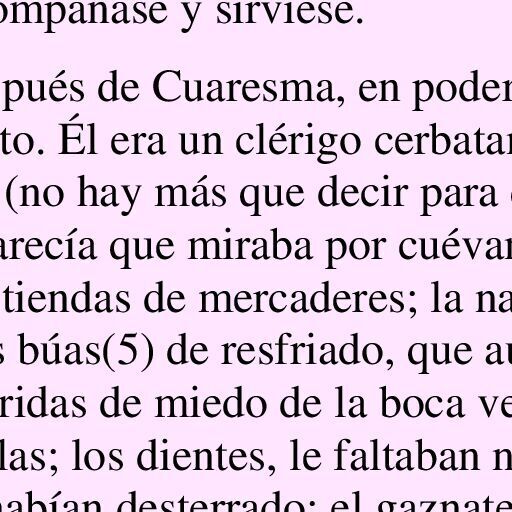 ompañase y sirviese.
pués de Cuaresma, en poder
to. Él era un clérigo cerbatan
(no hay más que decir para
arecía que miraba por cuévan
tiendas de mercaderes; la na
s búas(5) de resfriado, que au
ridas de miedo de la boca ve
las; los dientes, le faltaban n
habían desterrado; el gaznate